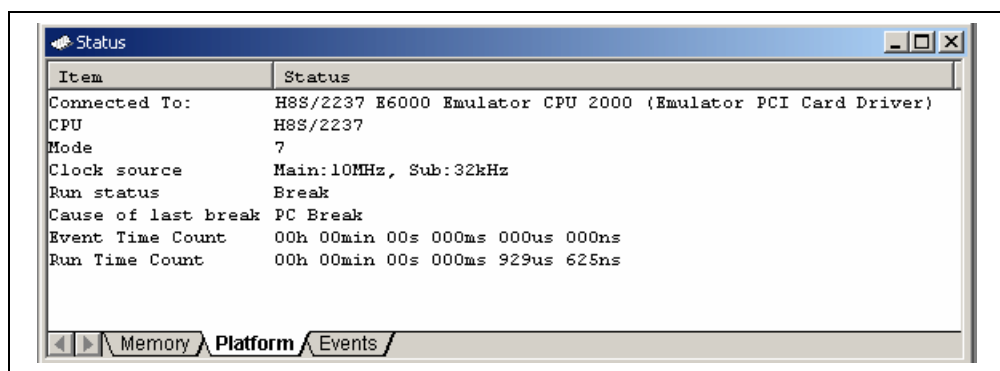 Status
Item Status
Connected To: H8S/2237 E6000 Emulator CPU 2000 (Emulator PCI Card Driver)
CPU H8S/2237
Mode 7
Clock source Main:10MHz, Sub:32kHz
Run status Break
Cause of last break PC Break
Event Time Count 00h 00min 00s 000ms 000us 000ns
Run Time Count 00h 00min 00s 000ms 929us 625ns
Memory Platform Events